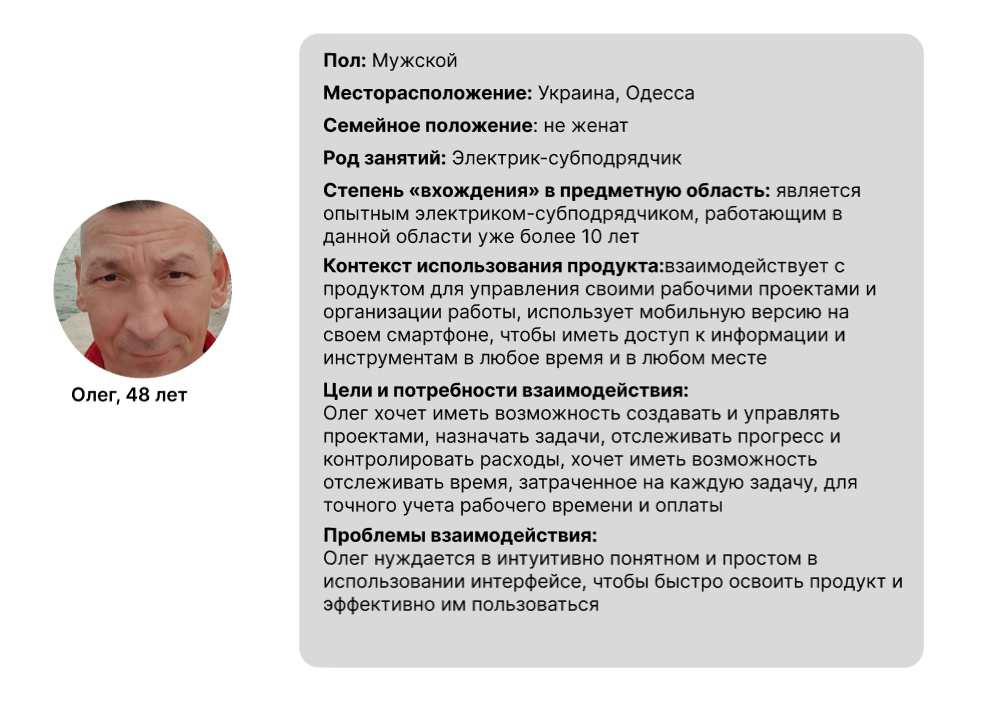 Пол: Мужской
Месторасположение: Украина, Одесса
Семейное положение: не женат
Род занятий: Электрик-субподрядчик
Степень «вхождения» в предметную область: является
опытным электриком-субподрядчиком, работающим в
данной области уже более 10 лет
Контекст использования продукта:взаимодействует с
продуктом для управления своими рабочими проектами и
организации работы, использует мобильную версию на
своем смартфоне, чтобы иметь доступ к информации и
инструментам в любое время и в любом месте
Цели и потребности взаимодействия:
Олег хочет иметь возможность создавать и управлять
проектами, назначать задачи, отслеживать прогресс и
контролировать расходы, хочет иметь возможность
отслеживать время, затраченное на каждую задачу, для
точного учета рабочего времени и оплаты
Проблемы взаимодействия:
Олег нуждается в интуитивно понятном и простом в
использовании интерфейсе, чтобы быстро освоить продукт и
эффективно им пользоваться
Олег, 48 лет